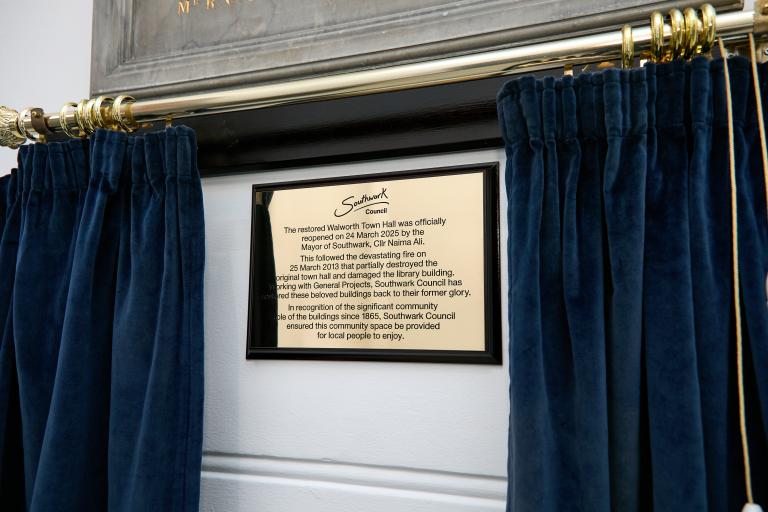 Southwark
Council
The restored Walworth Town Hall was officially
reopened on 24 March 2025 by the
Mayor of Southwark, Cllr Naima Ali.
This followed the devastating fire on
25 March 2013 that partially destroyed the
original town hall and damaged the library building.
Working with General Projects, Southwark Council has
these beloved buildings back to their former glory.
In recognition of the significant community
of the buildings since 1865, Southwark Council
ensured this community space be provided
for local people to enjoy.